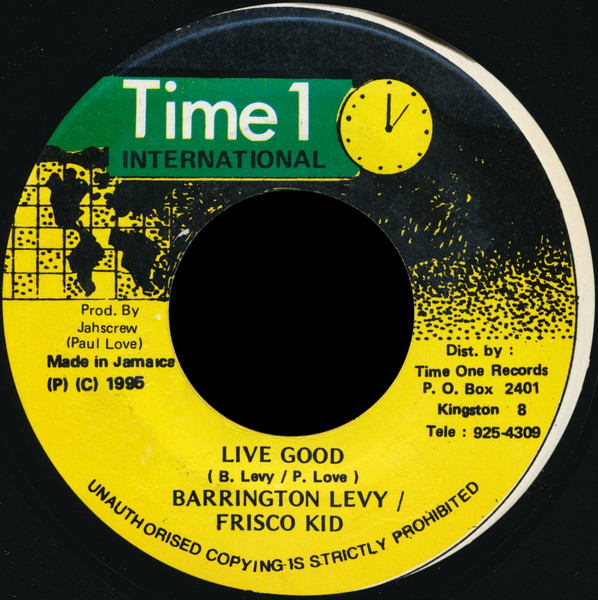 Time 1
INTERNATIONAL
Prod. By
Jahscrew
(Paul Love)
Made in Jamaica
(P) (C) 1995
Dist. by :
Time One Records
P. O. Box 2401
Kingston 8
Tele : 925-4309
LIVE GOOD
( B. Levy / P. Love )
BARRINGTON LEVY /
FRISCO KID
UNAUTHORISED COPYING IS STRICTLY PROHIBITED